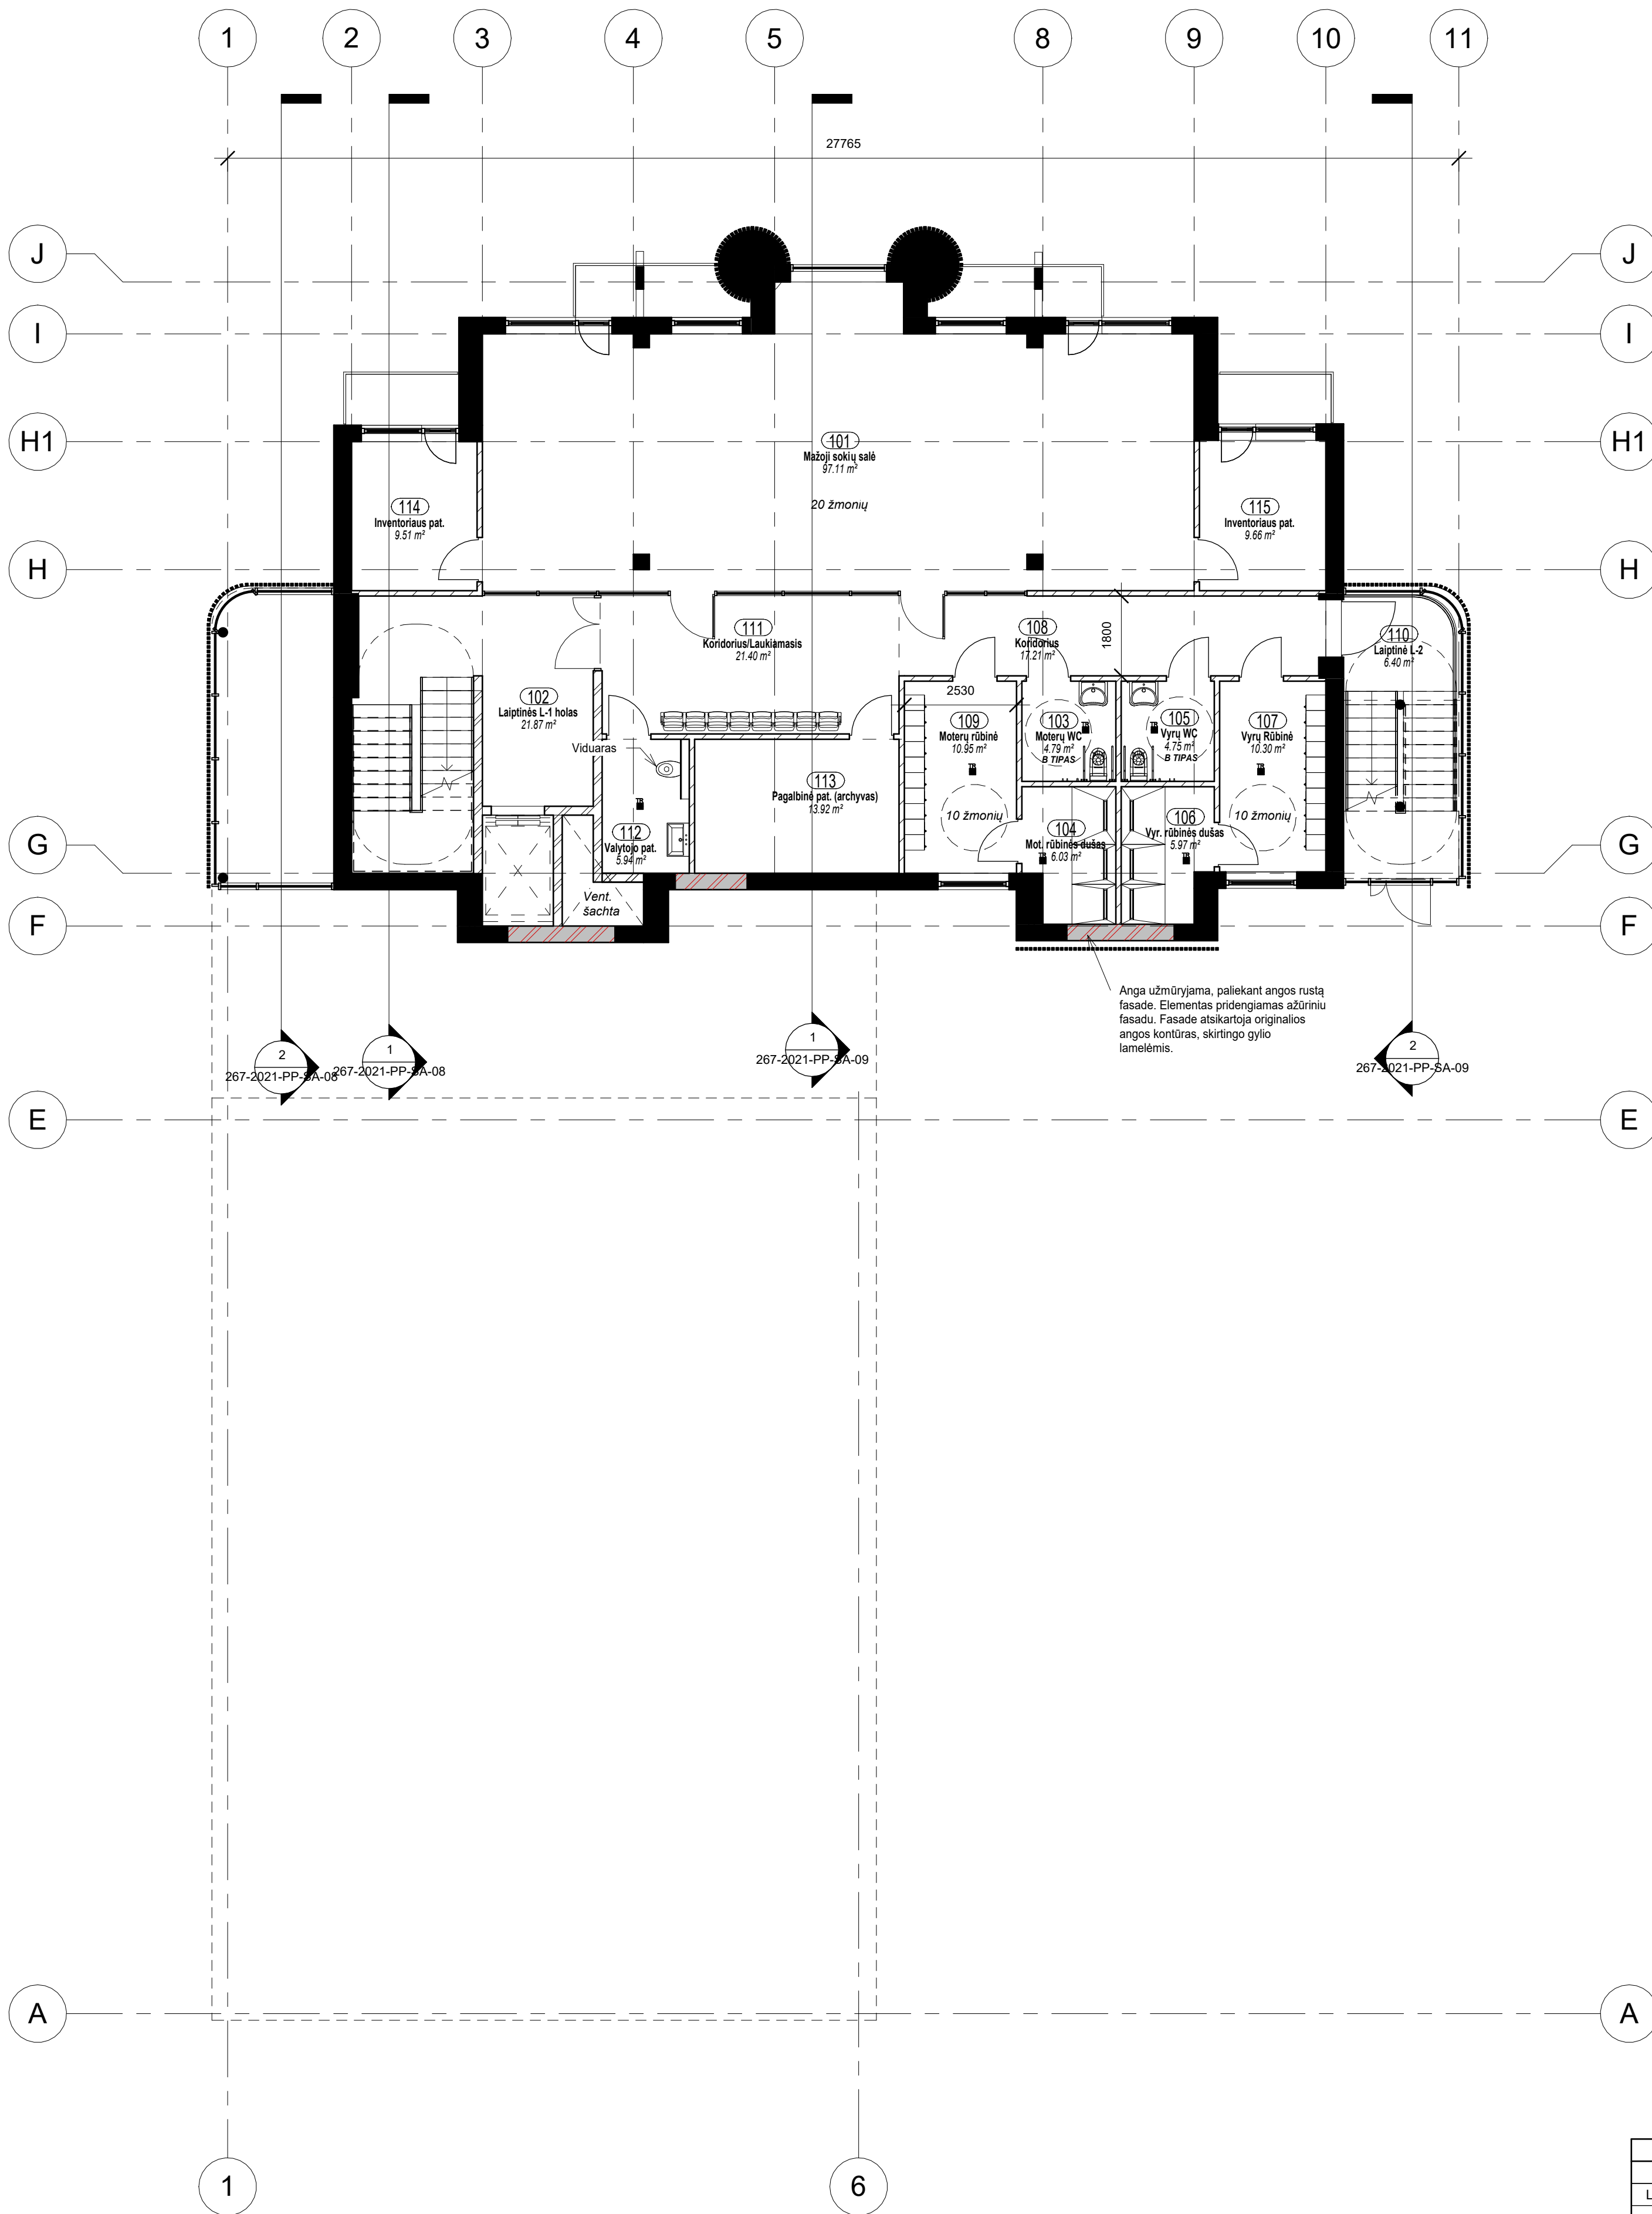 1 2 3 4 5 8 9 10 11
27765
J J
I I
H1 H1
101
Mažoji sokių salė
97.11 m²
20 žmonių
114
Inventoriaus pat.
9.51 m²
115
Inventoriaus pat.
9.66 m²
H H
111
Koridorius/Laukiamasis
21.40 m²
108
Koridorius
17.21 m²
1800
110
Laiptinė L-2
6.40 m²
102
Laiptinės L-1 holas
21.87 m²
2530
109
Moterų rūbinė
10.95 m²
TR
10 žmonių
103
Moterų WC
4.79 m²
B TIPAS
TR
105
Vyrų WC
4.75 m²
B TIPAS
TR
107
Vyrų Rūbinė
10.30 m²
TR
10 žmonių
Viduaras
113
Pagalbinė pat. (archyvas)
13.92 m²
TR
112
Valytojo pat.
5.94 m²
104
Mot. rūbinės dušas
6.03 m²
TR
106
Vyr. rūbinės dušas
5.97 m²
TR
G G
Vent.
šachta
F F
Anga užmūryjama, paliekant angos rustą
fasade. Elementas pridengiamas ažūriniu
fasadu. Fasade atsikartoja originalios
angos kontūras, skirtingo gylio
lamelėmis.
2
267-2021-PP-SA-08
1
267-2021-PP-SA-08
1
267-2021-PP-SA-09
2
267-2021-PP-SA-09
E E
A A
1 6
L